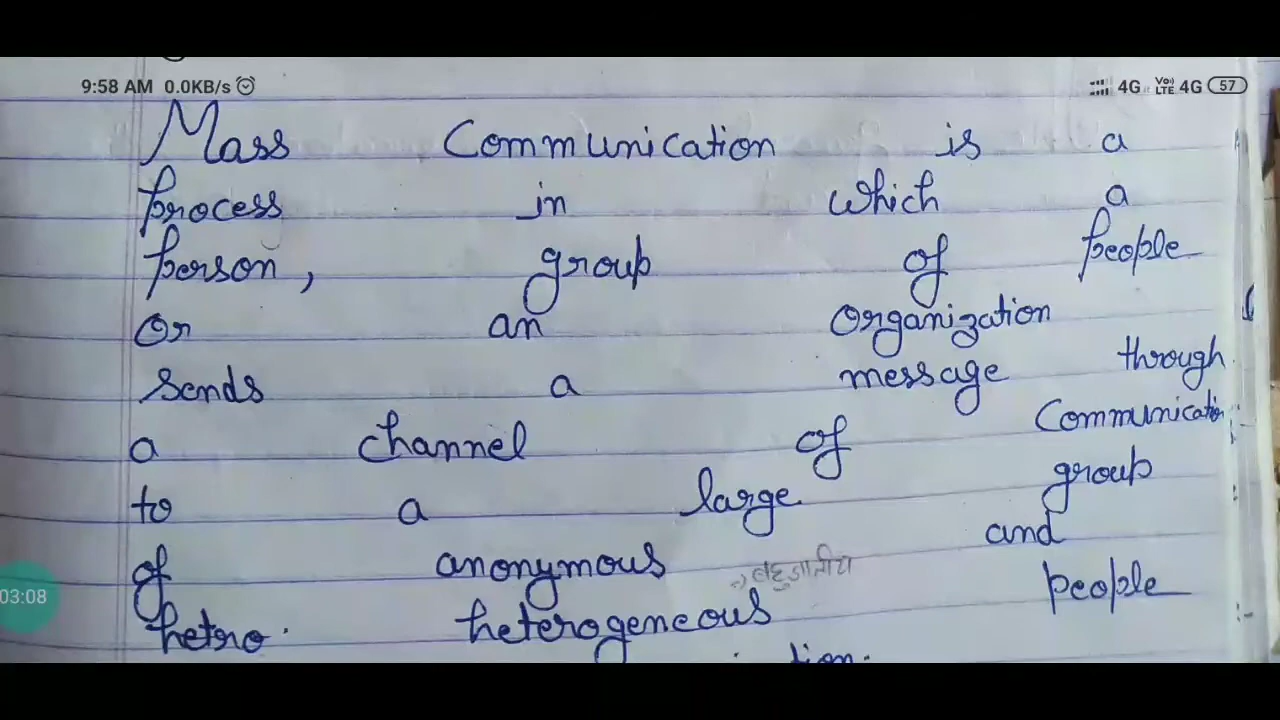 9:58 AM 0.0KB/s 4G VoLTE 4G 57
Mass Communication is a
process in which a
person, group of people
or an organization
sends a message through
a channel of Communication
to a large group
of anonymous and
बहुजातीय
hetro. heterogeneous people
03:08